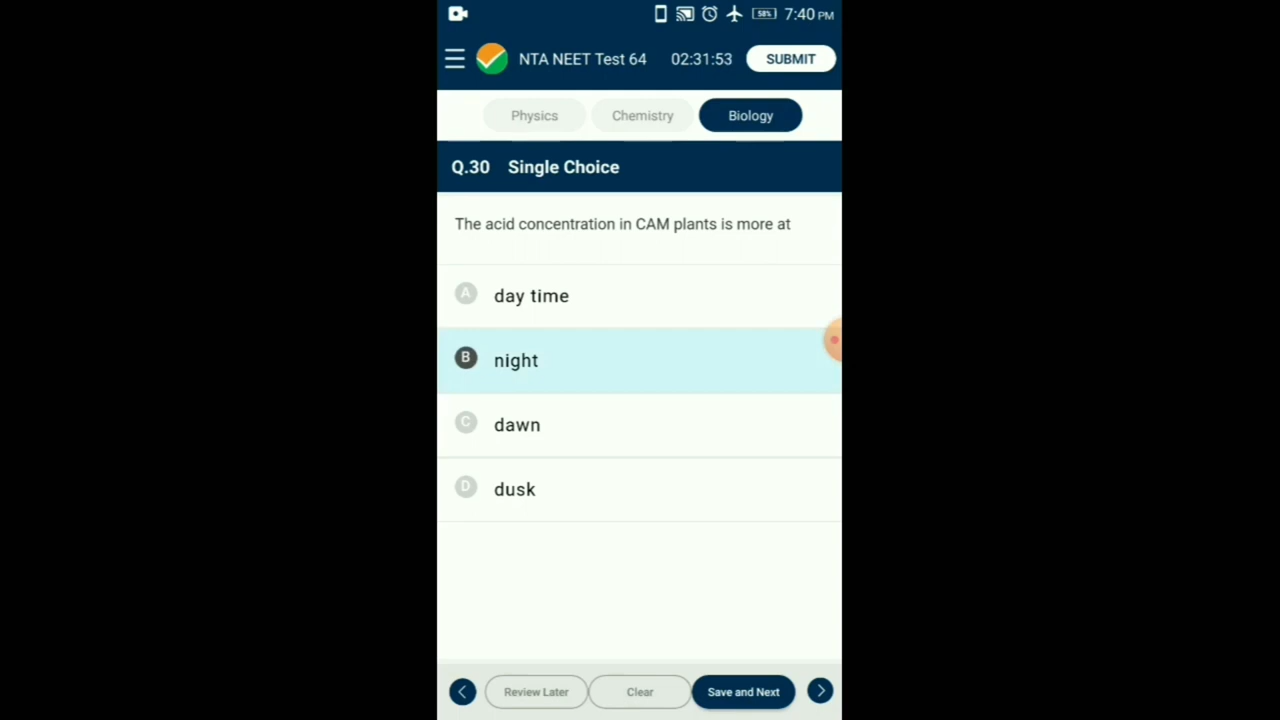 58% 7:40 PM
NTA NEET Test 64 02:31:53 SUBMIT
Physics Chemistry Biology
Q.30 Single Choice
The acid concentration in CAM plants is more at
A day time
B night
C dawn
D dusk
Review Later Clear Save and Next